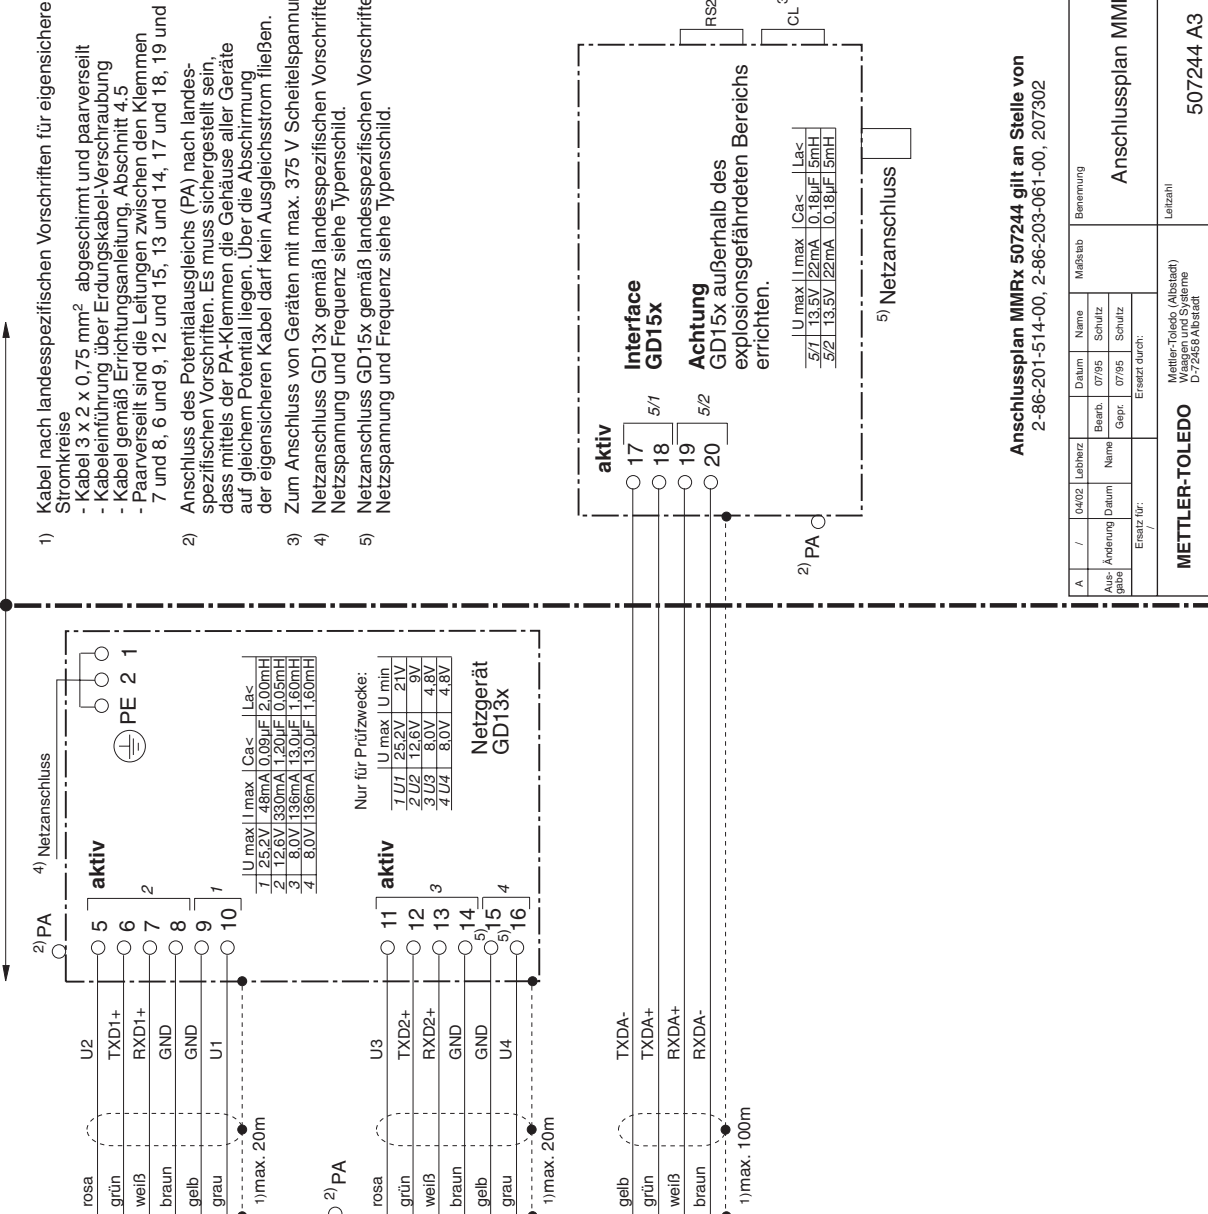 1) Kabel nach landesspezifischen Vorschriften für eigensichere
Stromkreise
- Kabel 3 x 2 x 0,75 mm² abgeschirmt und paarverseilt
- Kabeleinführung über Erdungskabel-Verschraubung
- Kabel gemäß Errichtungsanleitung, Abschnitt 4.5
- Paarverseilt sind die Leitungen zwischen den Klemmen
7 und 8, 6 und 9, 12 und 15, 13 und 14, 17 und 18, 19 und
2) Anschluss des Potentialausgleichs (PA) nach landes-
spezifischen Vorschriften. Es muss sichergestellt sein,
dass mittels der PA-Klemmen die Gehäuse aller Geräte
auf gleichem Potential liegen. Über die Abschirmung
der eigensicheren Kabel darf kein Ausgleichsstrom fließen.
3) Zum Anschluss von Geräten mit max. 375 V
4) Netzanschluss GD13x gemäß landesspezifischen
Netzspannung und Frequenz siehe Typenschild.
5) Netzanschluss GD15x gemäß landesspezifischen
Netzspannung und Frequenz siehe Typenschild.
4) Netzanschluss
2) PA
PE 2 1
aktiv
5
6
7
8
9
10
2
1
U max I max Ca< La<
1 25,2V 48mA 0,09µF 2,00mH
2 12,6V 330mA 1,20µF 0,05mH
3 8,0V 136mA 13,0µF 1,60mH
4 8,0V 136mA 13,0µF 1,60mH
aktiv
11
12
13
14
5) 15
5) 16
3
4
Nur für Prüfzwecke:
U max U min
1 U1 25,2V 21V
2 U2 12,6V 9V
3 U3 8,0V 4,8V
4 U4 8,0V 4,8V
Netzgerät
GD13x
rosa U2
grün TXD1+
weiß RXD1+
braun GND
gelb GND
grau U1
1) max. 20m
2) PA
rosa U3
grün TXD2+
weiß RXD2+
braun GND
gelb GND
grau U4
1) max. 20m
gelb TXDA-
grün TXDA+
weiß RXDA+
braun RXDA-
1) max. 100m
aktiv
17
18
19
20
5/1
5/2
Interface
GD15x
Achtung
GD15x außerhalb des
explosionsgefährdeten Bereichs
errichten.
U max I max Ca< La<
5/1 13,5V 22mA 0,18µF 5mH
5/2 13,5V 22mA 0,18µF 5mH
RS2
CL
2) PA
5) Netzanschluss
Anschlussplan MMRx 507244 gilt an Stelle von
2-86-201-514-00, 2-86-203-061-00, 207302
A / 04/02 Lebherz
Aus-
gabe Änderung Datum Name
Ersatz für:
/
Datum Name
Bearb. 07/95 Schultz
Gepr. 07/95 Schultz
Ersetzt durch:
Maßstab
Benennung
Anschlussplan
METTLER-TOLEDO
Mettler-Toledo (Albstadt)
Waagen und Systeme
D-72458 Albstadt
Leitzahl
507244 A3